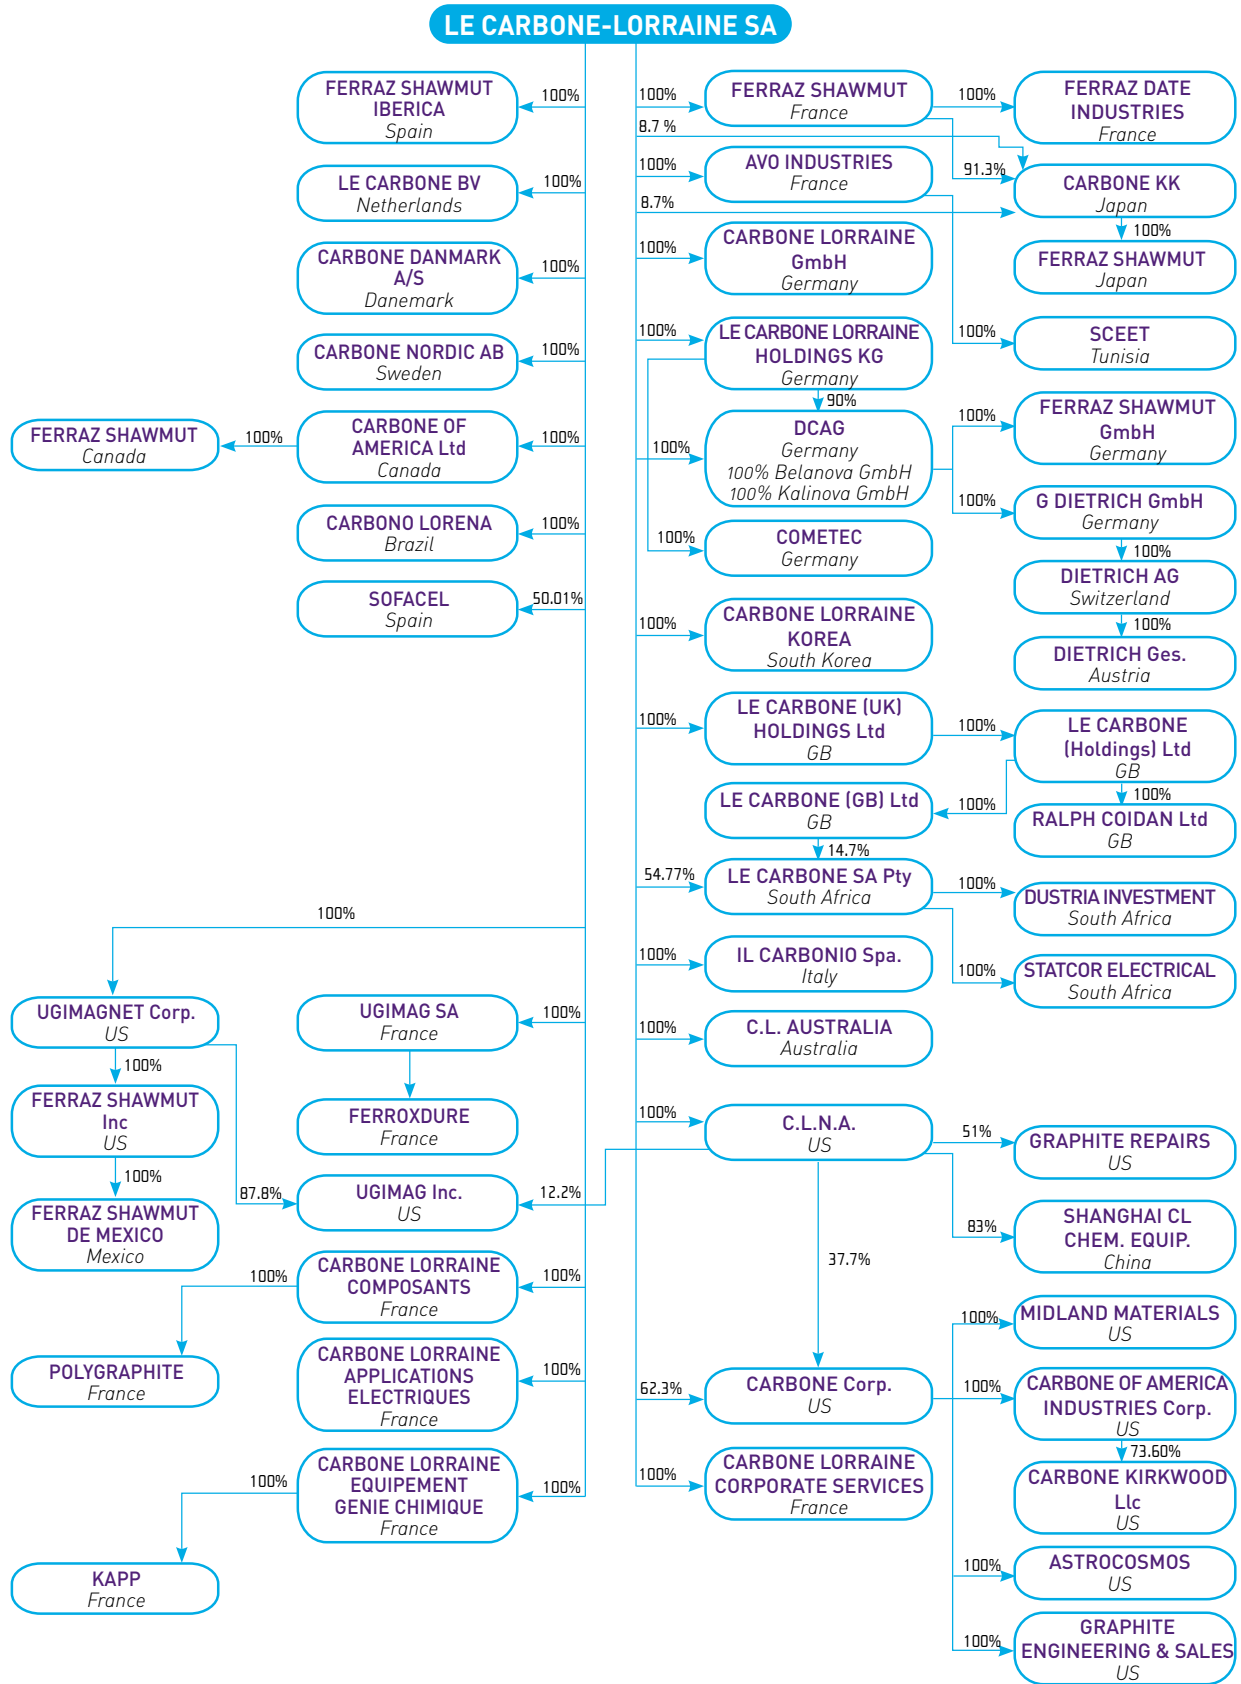 LE CARBONE-LORRAINE SA
FERRAZ SHAWMUT
IBERICA
Spain
100%
LE CARBONE BV
Netherlands
100%
CARBONE DANMARK
A/S
Danemark
100%
CARBONE NORDIC AB
Sweden
100%
FERRAZ SHAWMUT
Canada
100%
CARBONE OF
AMERICA Ltd
Canada
100%
CARBONO LORENA
Brazil
100%
SOFACEL
Spain
50.01%
100%
FERRAZ SHAWMUT
France
100%
FERRAZ DATE
INDUSTRIES
France
8.7 %
100%
AVO INDUSTRIES
France
91.3%
CARBONE KK
Japan
8.7%
100%
FERRAZ SHAWMUT
Japan
100%
CARBONE LORRAINE
GmbH
Germany
100%
SCEET
Tunisia
100%
LE CARBONE LORRAINE
HOLDINGS KG
Germany
90%
100%
DCAG
Germany
100% Belanova GmbH
100% Kalinova GmbH
100%
FERRAZ SHAWMUT
GmbH
Germany
100%
G DIETRICH GmbH
Germany
100%
COMETEC
Germany
100%
DIETRICH AG
Switzerland
100%
DIETRICH Ges.
Austria
100%
CARBONE LORRAINE
KOREA
South Korea
100%
LE CARBONE (UK)
HOLDINGS Ltd
GB
100%
LE CARBONE
(Holdings) Ltd
GB
LE CARBONE (GB) Ltd
GB
100%
100%
RALPH COIDAN Ltd
GB
14.7%
54.77%
LE CARBONE SA Pty
South Africa
100%
DUSTRIA INVESTMENT
South Africa
100%
STATCOR ELECTRICAL
South Africa
100%
IL CARBONIO Spa.
Italy
100%
C.L. AUSTRALIA
Australia
100%
UGIMAGNET Corp.
US
UGIMAG SA
France
100%
100%
FERRAZ SHAWMUT
Inc
US
FERROXDURE
France
100%
FERRAZ SHAWMUT
DE MEXICO
Mexico
87.8%
UGIMAG Inc.
US
12.2%
100%
C.L.N.A.
US
51%
GRAPHITE REPAIRS
US
83%
SHANGHAI CL
CHEM. EQUIP.
China
37.7%
100%
CARBONE LORRAINE
COMPOSANTS
France
100%
POLYGRAPHITE
France
CARBONE LORRAINE
APPLICATIONS
ELECTRIQUES
France
100%
100%
CARBONE LORRAINE
EQUIPEMENT
GENIE CHIMIQUE
France
100%
KAPP
France
62.3%
CARBONE Corp.
US
100%
MIDLAND MATERIALS
US
100%
CARBONE OF AMERICA
INDUSTRIES Corp.
US
73.60%
CARBONE KIRKWOOD
Llc
US
100%
CARBONE LORRAINE
CORPORATE SERVICES
France
100%
ASTROCOSMOS
US
100%
GRAPHITE
ENGINEERING & SALES
US